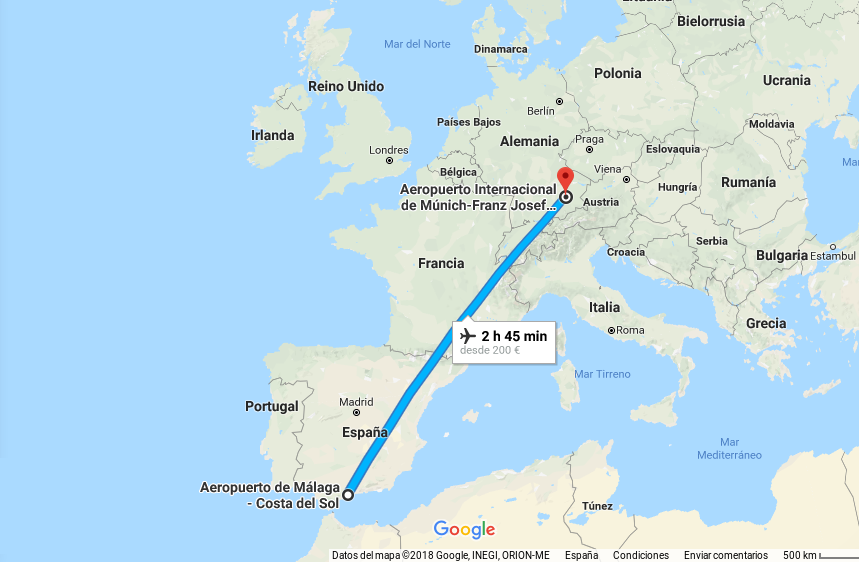 Lituania
Bielorrusia
Mar del Norte
Dinamarca
Polonia
Ucrania
Reino Unido
Berlín
Países Bajos
Moldavia
Irlanda
Alemania
Praga
Londres
Eslovaquia
Bélgica
Viena
Hungría
Rumanía
Aeropuerto Internacional
de Múnich-Franz Josef...
Austria
Serbia
Croacia
Bulgaria
Estambul
Francia
Italia
Grecia
Roma
2 h 45 min
desde 200 €
Mar Tirreno
Portugal
Madrid
España
Mar
Mediterráneo
Aeropuerto de Málaga
- Costa del Sol
Túnez
Google
Datos del mapa ©2018 Google, INEGI, ORION-ME España Condiciones Enviar comentarios 500 km